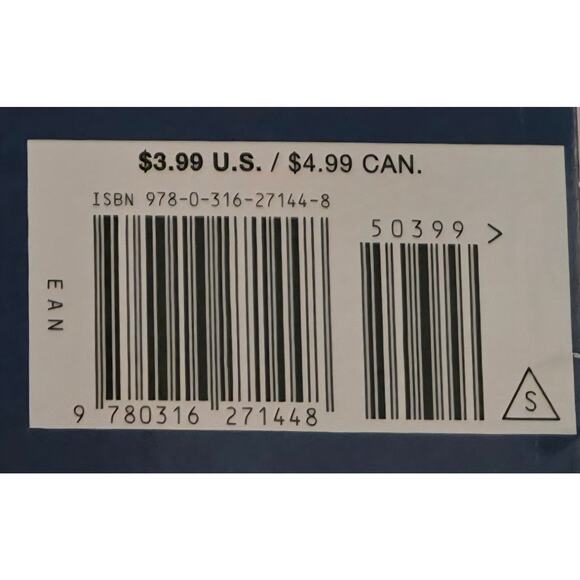 $3.99 U.S. / $4.99 CAN.
ISBN 978-0-316-27144-8
50399 >
EAN
9 780316 271448
S